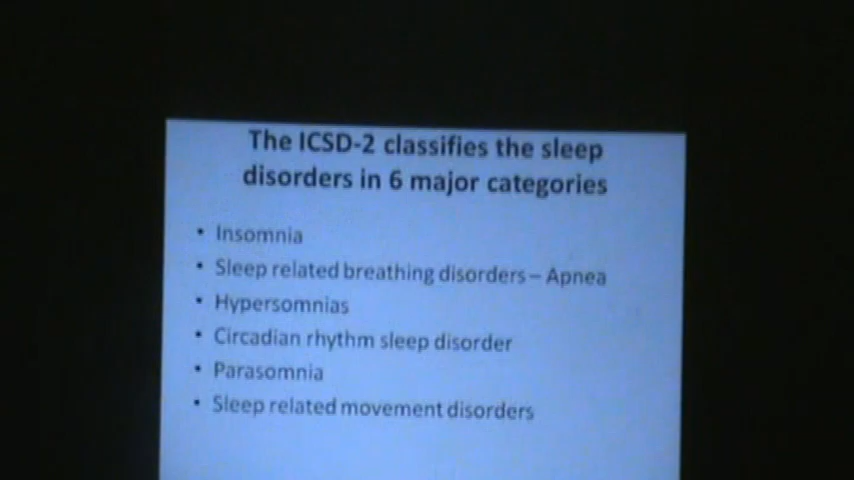 The ICSD-2 classifies the sleep
disorders in 6 major categories
• Insomnia
• Sleep related breathing disorders – Apnea
• Hypersomnias
• Circadian rhythm sleep disorder
• Parasomnia
• Sleep related movement disorders